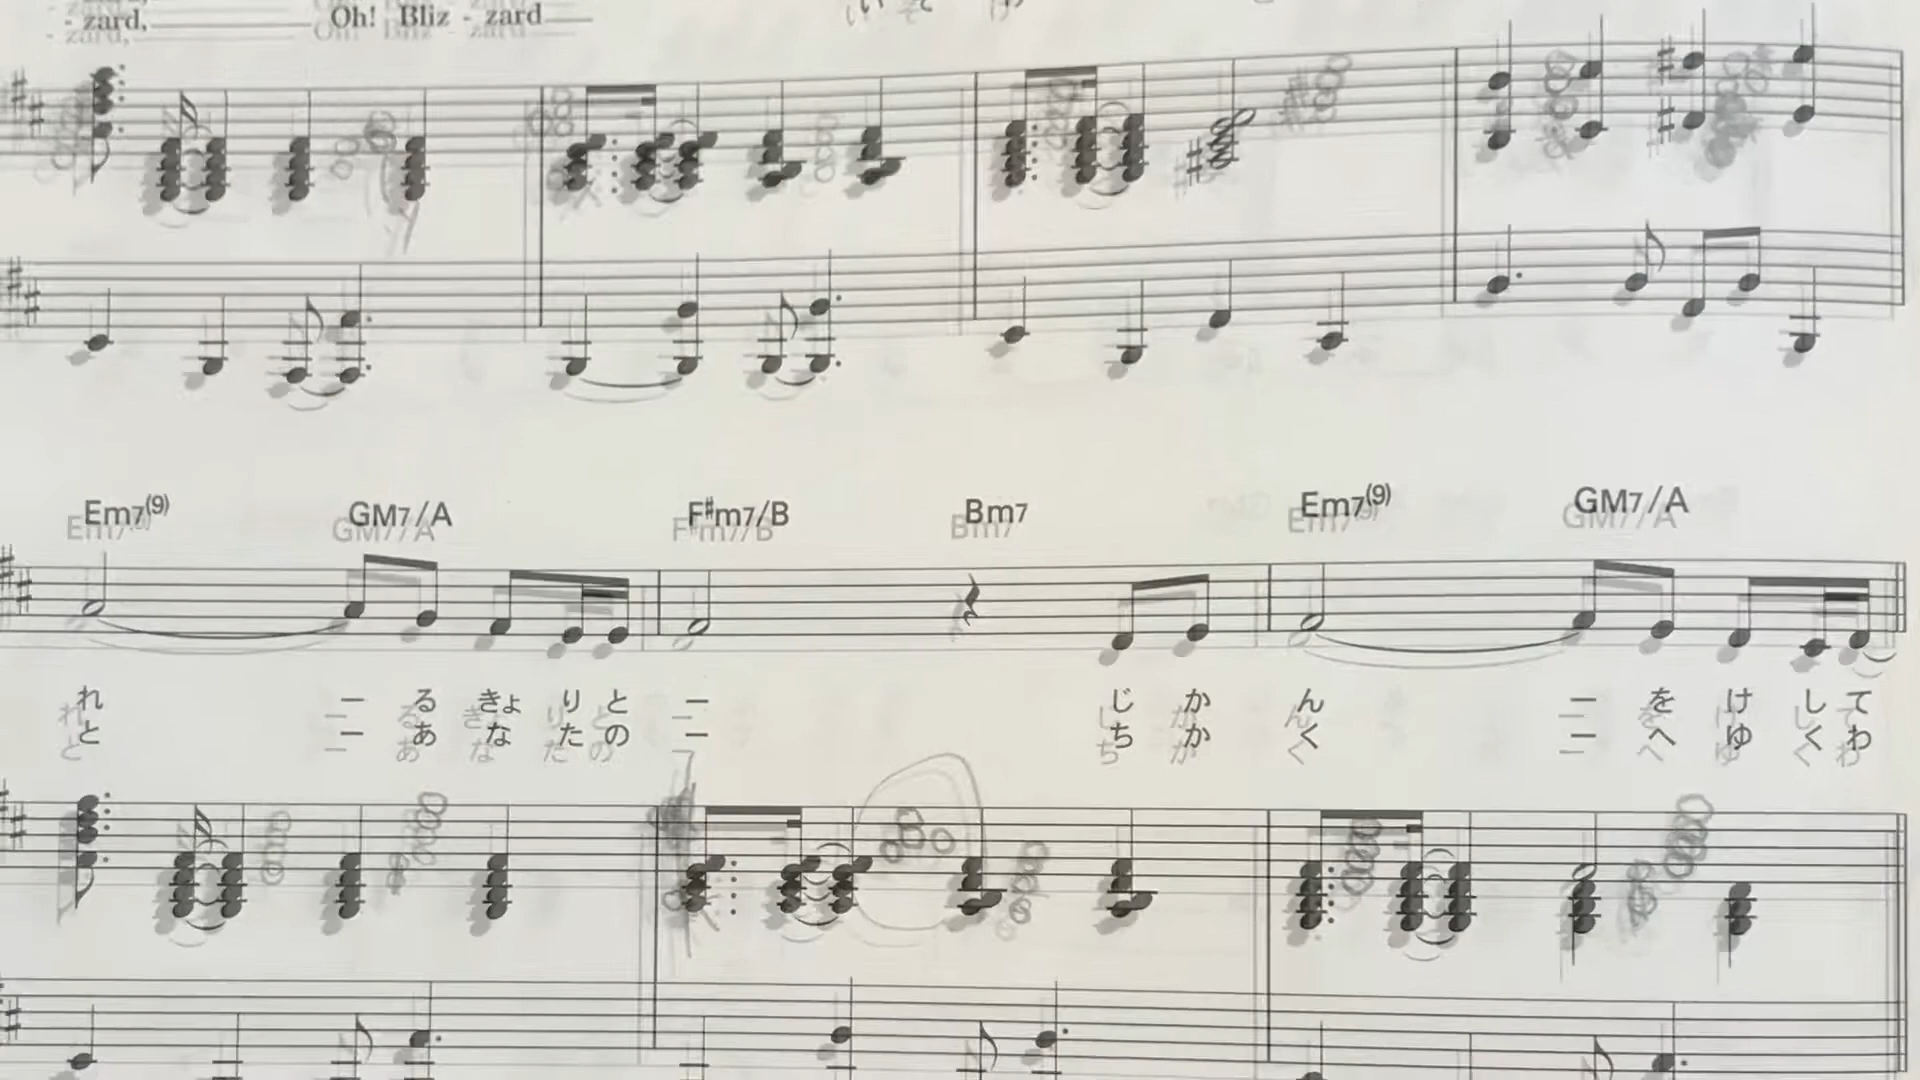 - zard, Oh! Bliz - zard
Em7(9) GM7/A F#m7/B Bm7 Em7(9) GM7/A
れ ー る きょ り と ー じ か ん ー を け し て
と ー あ な た の ー ち か く ー へ ゆ く わ